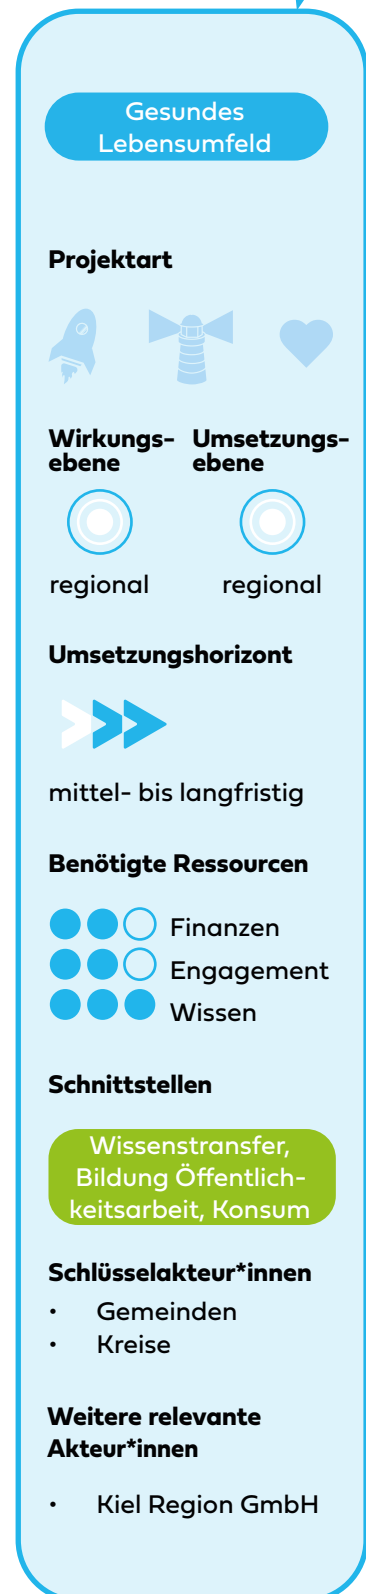 Gesundes
Lebensumfeld
Projektart
Wirkungs-
ebene
Umsetzungs-
ebene
regional
regional
Umsetzungshorizont
mittel- bis langfristig
Benötigte Ressourcen
Finanzen
Engagement
Wissen
Schnittstellen
Wissenstransfer,
Bildung Öffentlich-
keitsarbeit, Konsum
Schlüsselakteur*innen
• Gemeinden
• Kreise
Weitere relevante
Akteur*innen
• Kiel Region GmbH